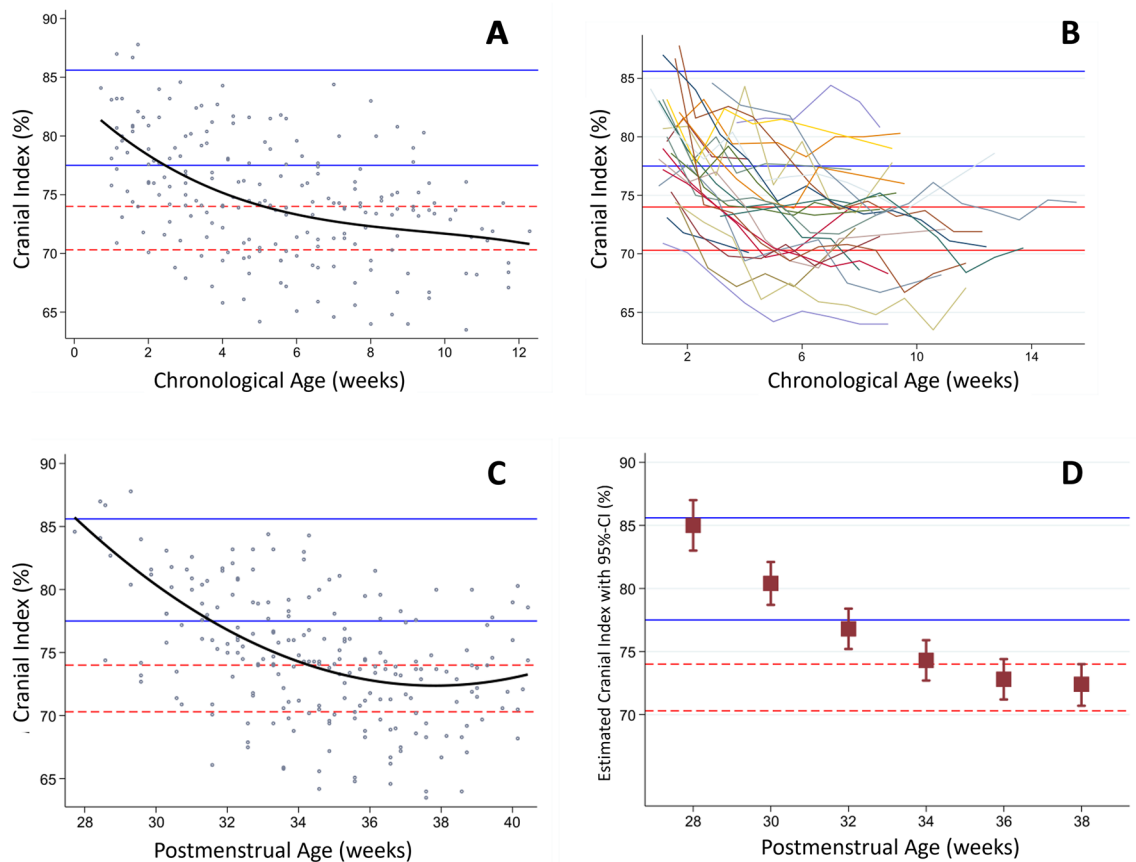 A
Cranial Index (%)
90
85
80
75
70
65
0 2 4 6 8 10 12
Chronological Age (weeks)
B
Cranial Index (%)
85
80
75
70
65
2 6 10 14
Chronological Age (weeks)
C
Cranial Index (%)
90
85
80
75
70
65
28 30 32 34 36 38 40
Postmenstrual Age (weeks)
D
Estimated Cranial Index with 95%-CI (%)
90
85
80
75
70
28 30 32 34 36 38
Postmenstrual Age (weeks)